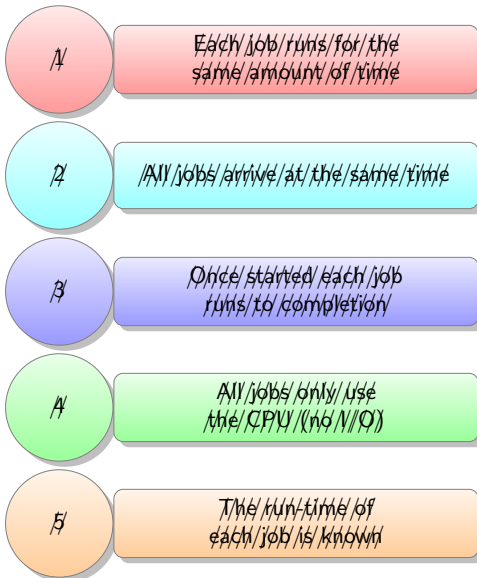 1
Each job runs for the
same amount of time
2
All jobs arrive at the same time
3
Once started each job
runs to completion
4
All jobs only use
the CPU (no I/O)
5
The run-time of
each job is known